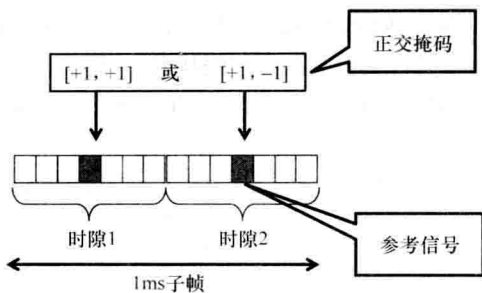 正交掩码
[+1, +1] 或 [+1, -1]
时隙1 时隙2
参考信号
1ms子帧